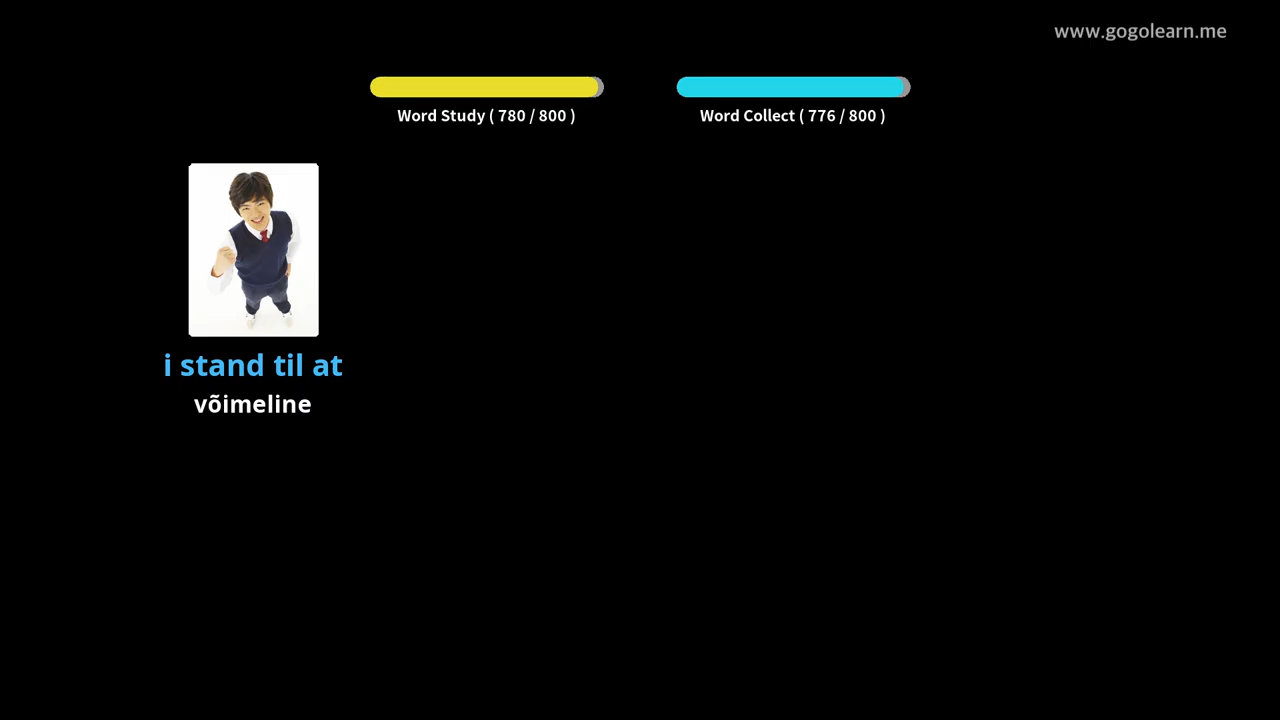 www.gogolearn.me
Word Study ( 780 / 800 )
Word Collect ( 776 / 800 )
i stand til at
võimeline